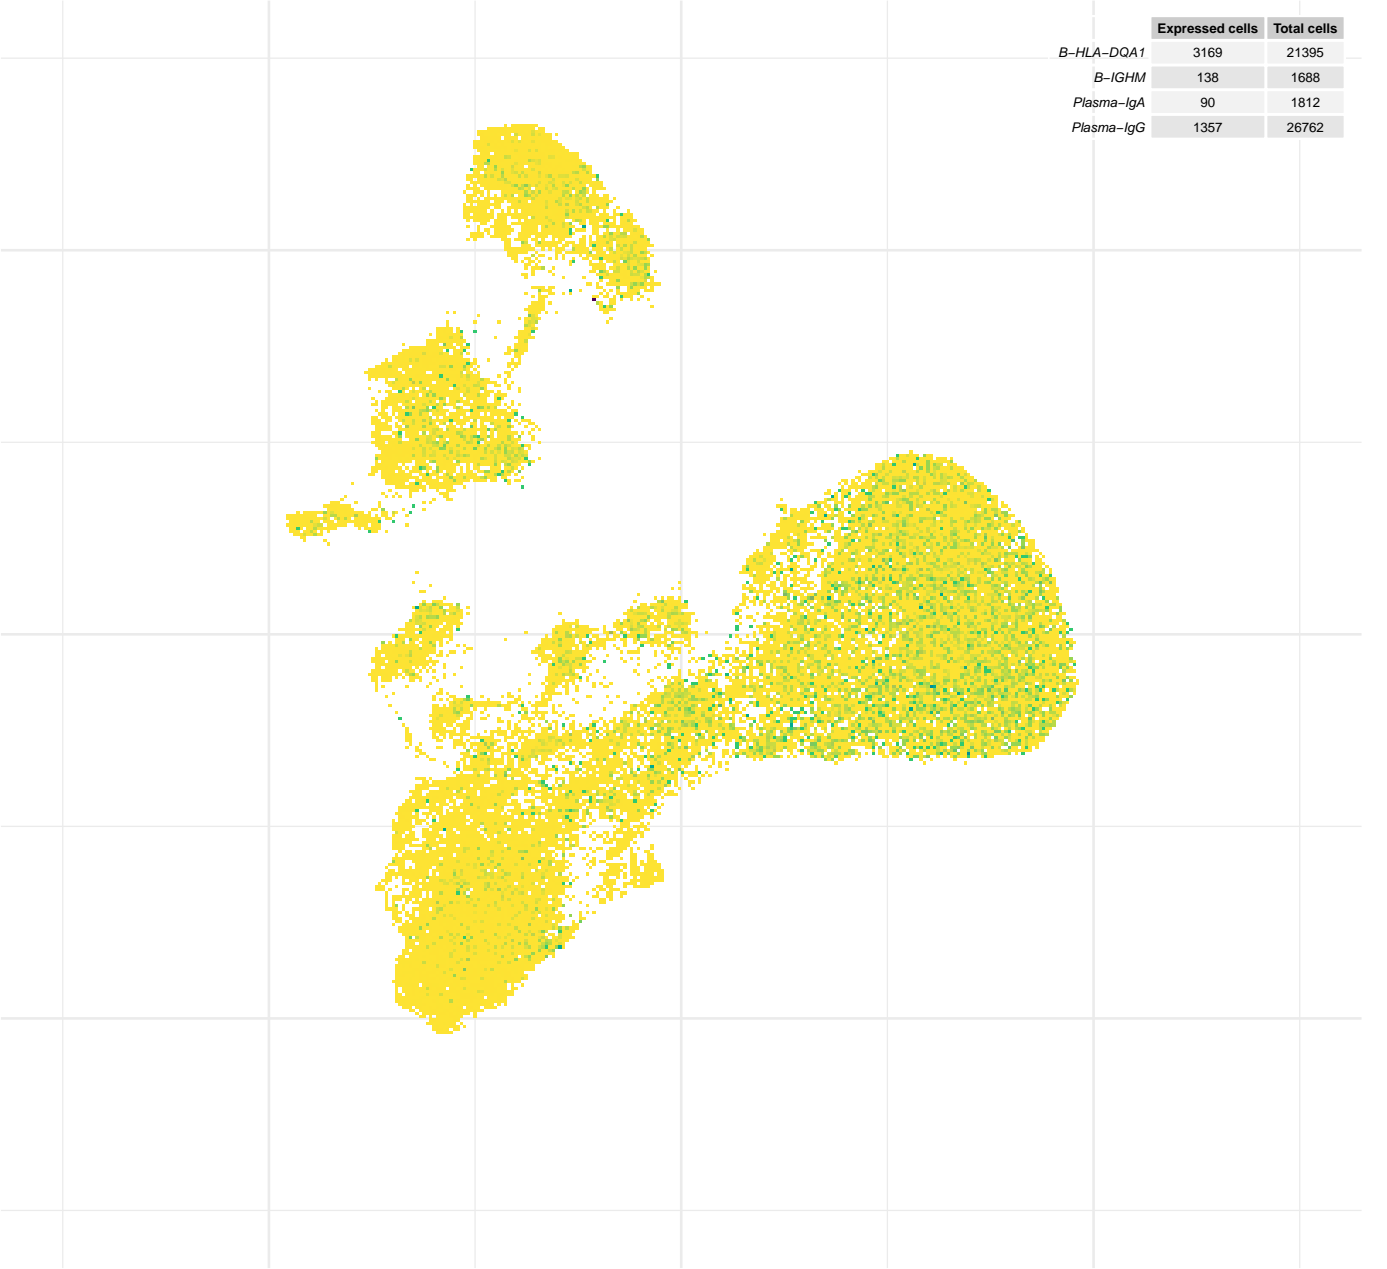 Expressed cells Total cells
B−HLA−DQA1 3169 21395
B−IGHM 138 1688
Plasma−IgA 90 1812
Plasma−IgG 1357 26762